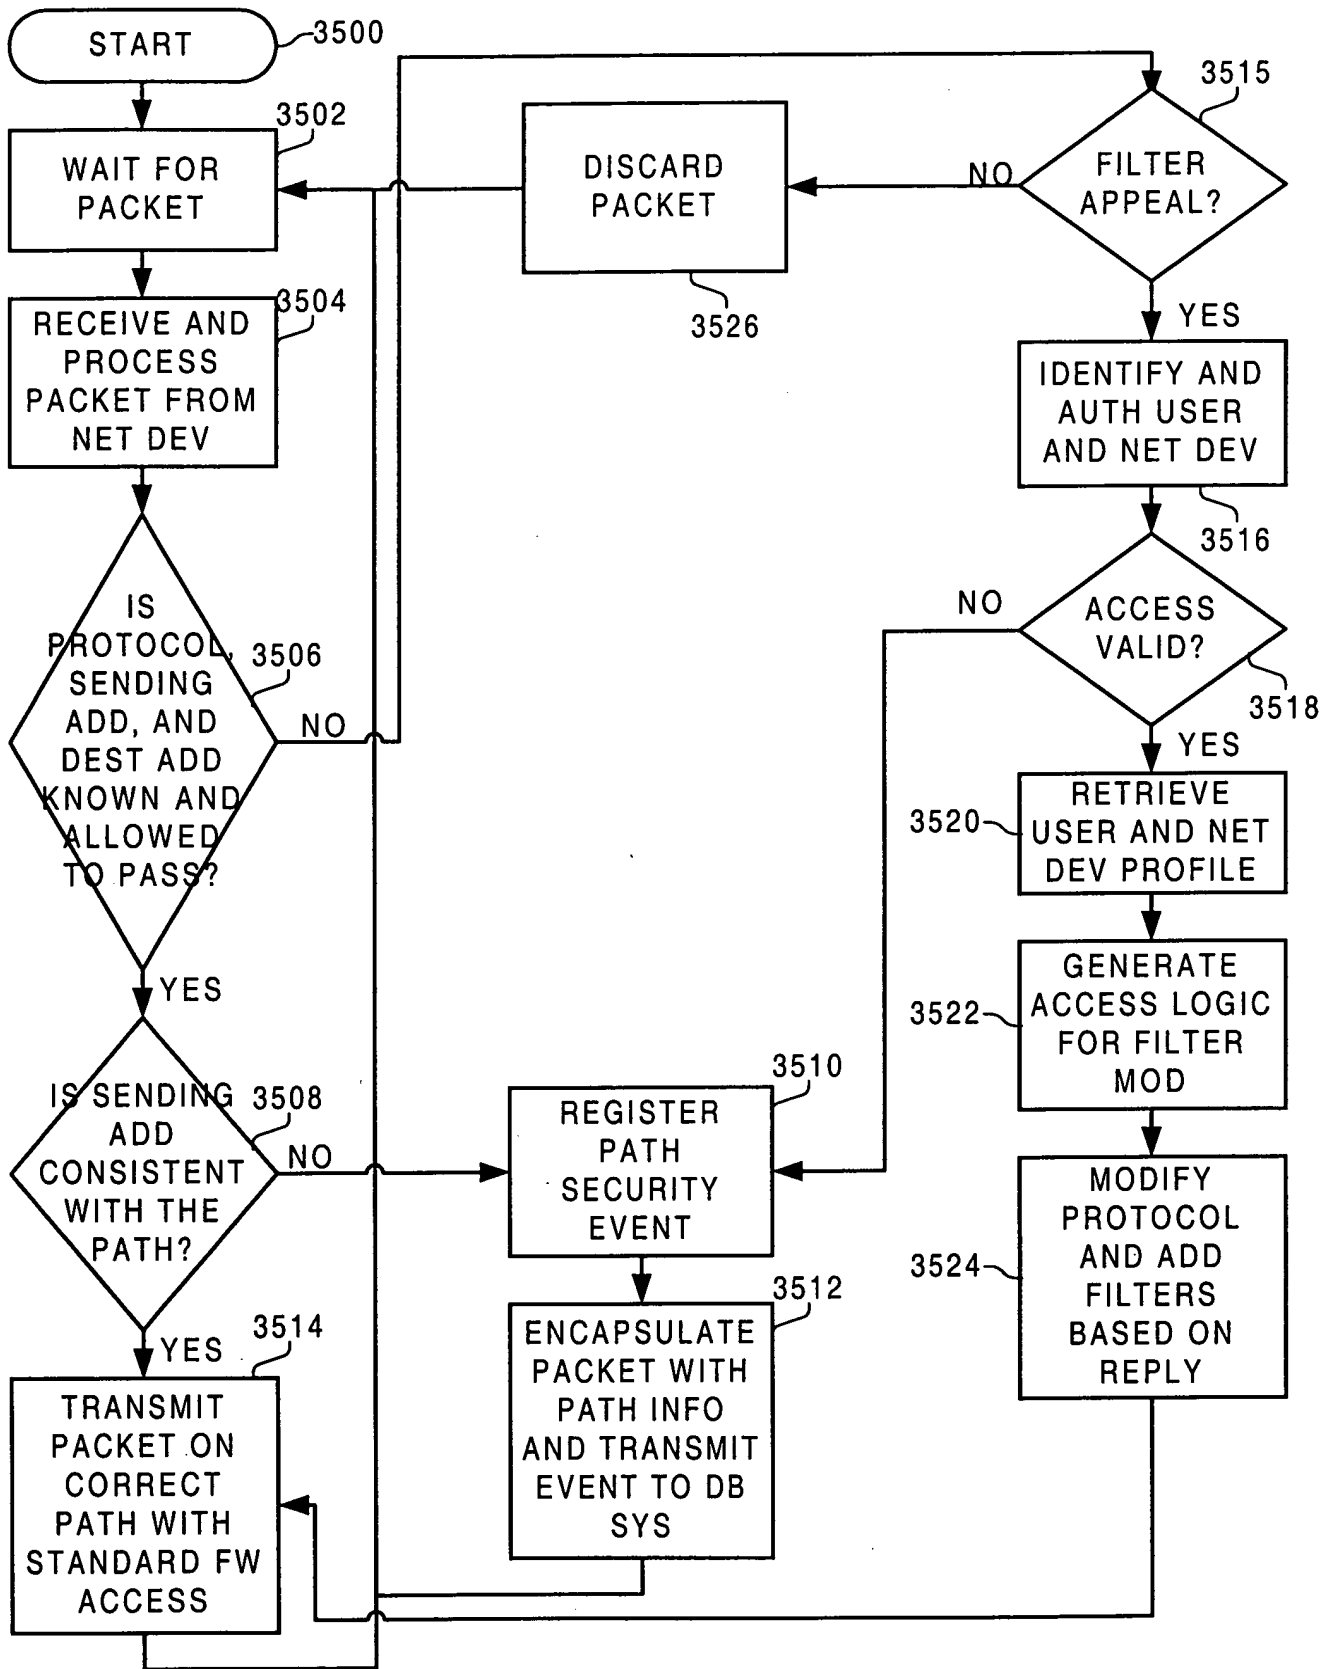 START
3500
3502
WAIT FOR
PACKET
3504
RECEIVE AND
PROCESS
PACKET FROM
NET DEV
IS
PROTOCOL,
SENDING
ADD, AND
DEST ADD
KNOWN AND
ALLOWED
TO PASS?
3506
NO
YES
IS SENDING
ADD
CONSISTENT
WITH THE
PATH?
3508
NO
YES
3514
TRANSMIT
PACKET ON
CORRECT
PATH WITH
STANDARD FW
ACCESS
DISCARD
PACKET
3526
3510
REGISTER
PATH
SECURITY
EVENT
3512
ENCAPSULATE
PACKET WITH
PATH INFO
AND TRANSMIT
EVENT TO DB
SYS
3515
FILTER
APPEAL?
NO
YES
IDENTIFY AND
AUTH USER
AND NET DEV
3516
ACCESS
VALID?
NO
3518
YES
RETRIEVE
USER AND NET
DEV PROFILE
3520
GENERATE
ACCESS LOGIC
FOR FILTER
MOD
3522
MODIFY
PROTOCOL
AND ADD
FILTERS
BASED ON
REPLY
3524